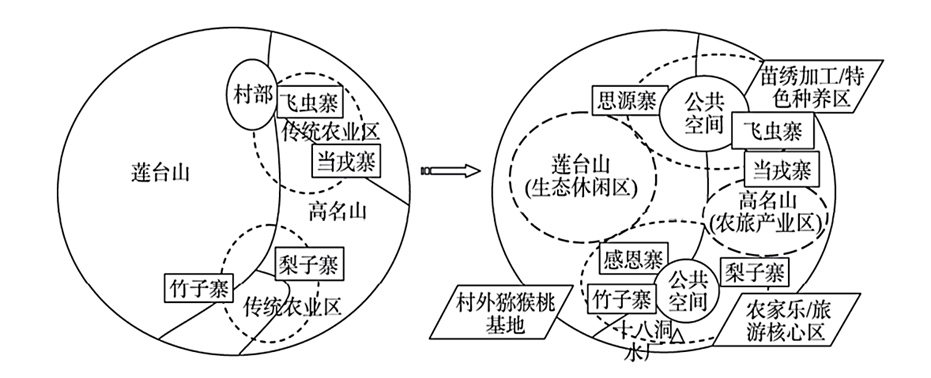 村部
飞虫寨
传统农业区
当戎寨
莲台山
高名山
梨子寨
竹子寨
传统农业区
苗绣加工/特
色种养区
思源寨
公共
空间
飞虫寨
当戎寨
莲台山
(生态休闲区)
高名山
(农旅产业区)
感恩寨
公共
空间
梨子寨
竹子寨
村外猕猴桃
基地
十八洞
水厂
农家乐/旅
游核心区